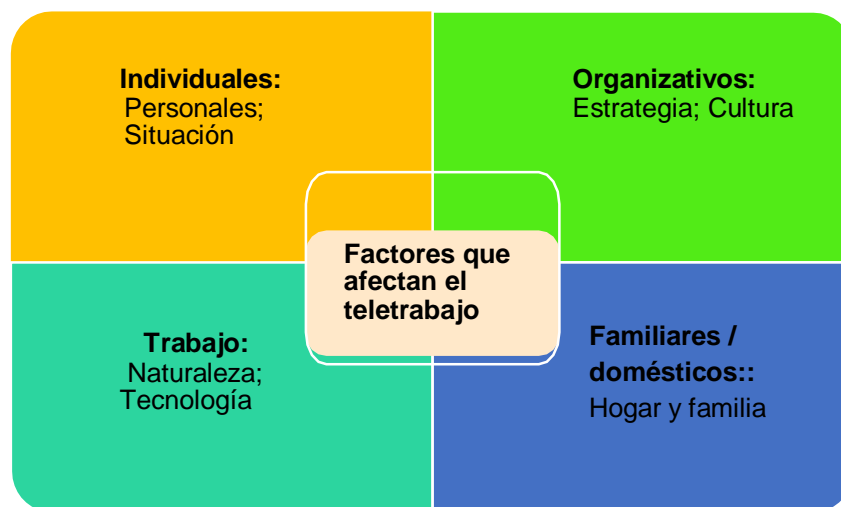 Individuales:
Personales;
Situación
Organizativos:
Estrategia; Cultura
Factores que
afectan el
teletrabajo
Trabajo:
Naturaleza;
Tecnología
Familiares /
domésticos::
Hogar y familia